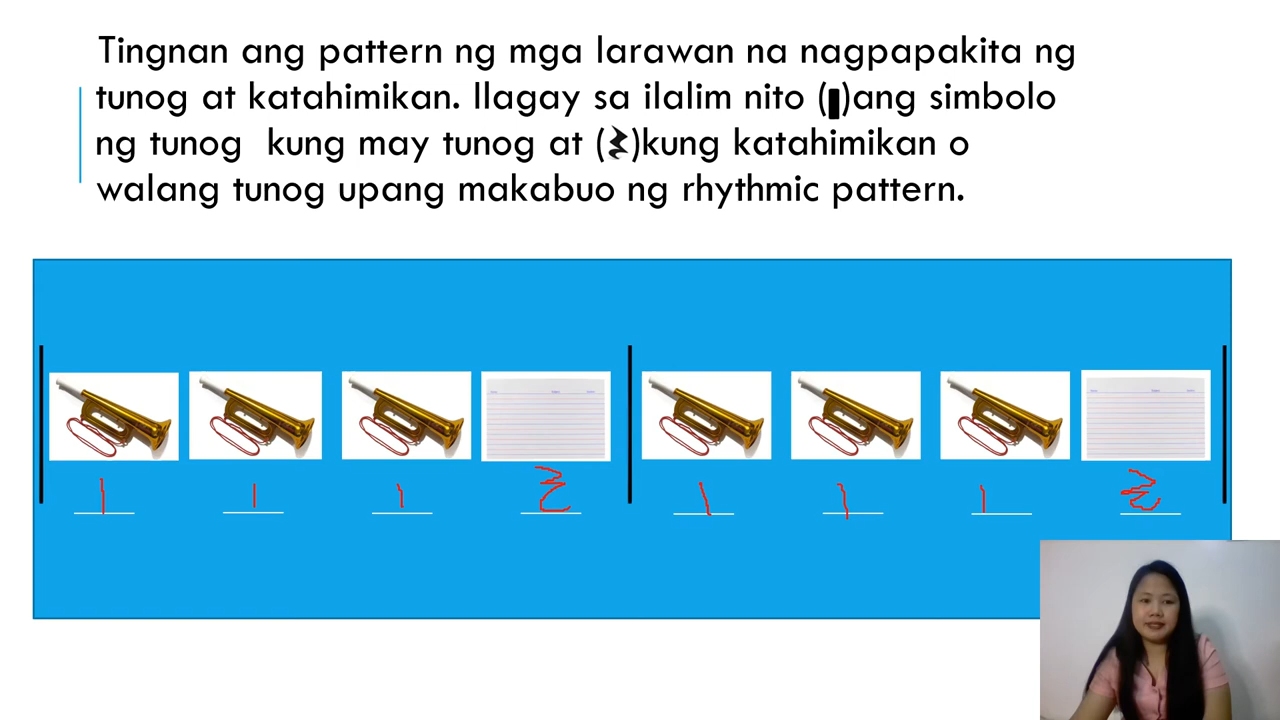 Tingnan ang pattern ng mga larawan na nagpapakita ng
tunog at katahimikan. Ilagay sa ilalim nito (▮)ang simbolo
ng tunog kung may tunog at (𝄽)kung katahimikan o
walang tunog upang makabuo ng rhythmic pattern.
| | | 𝄽 | | | 𝄽